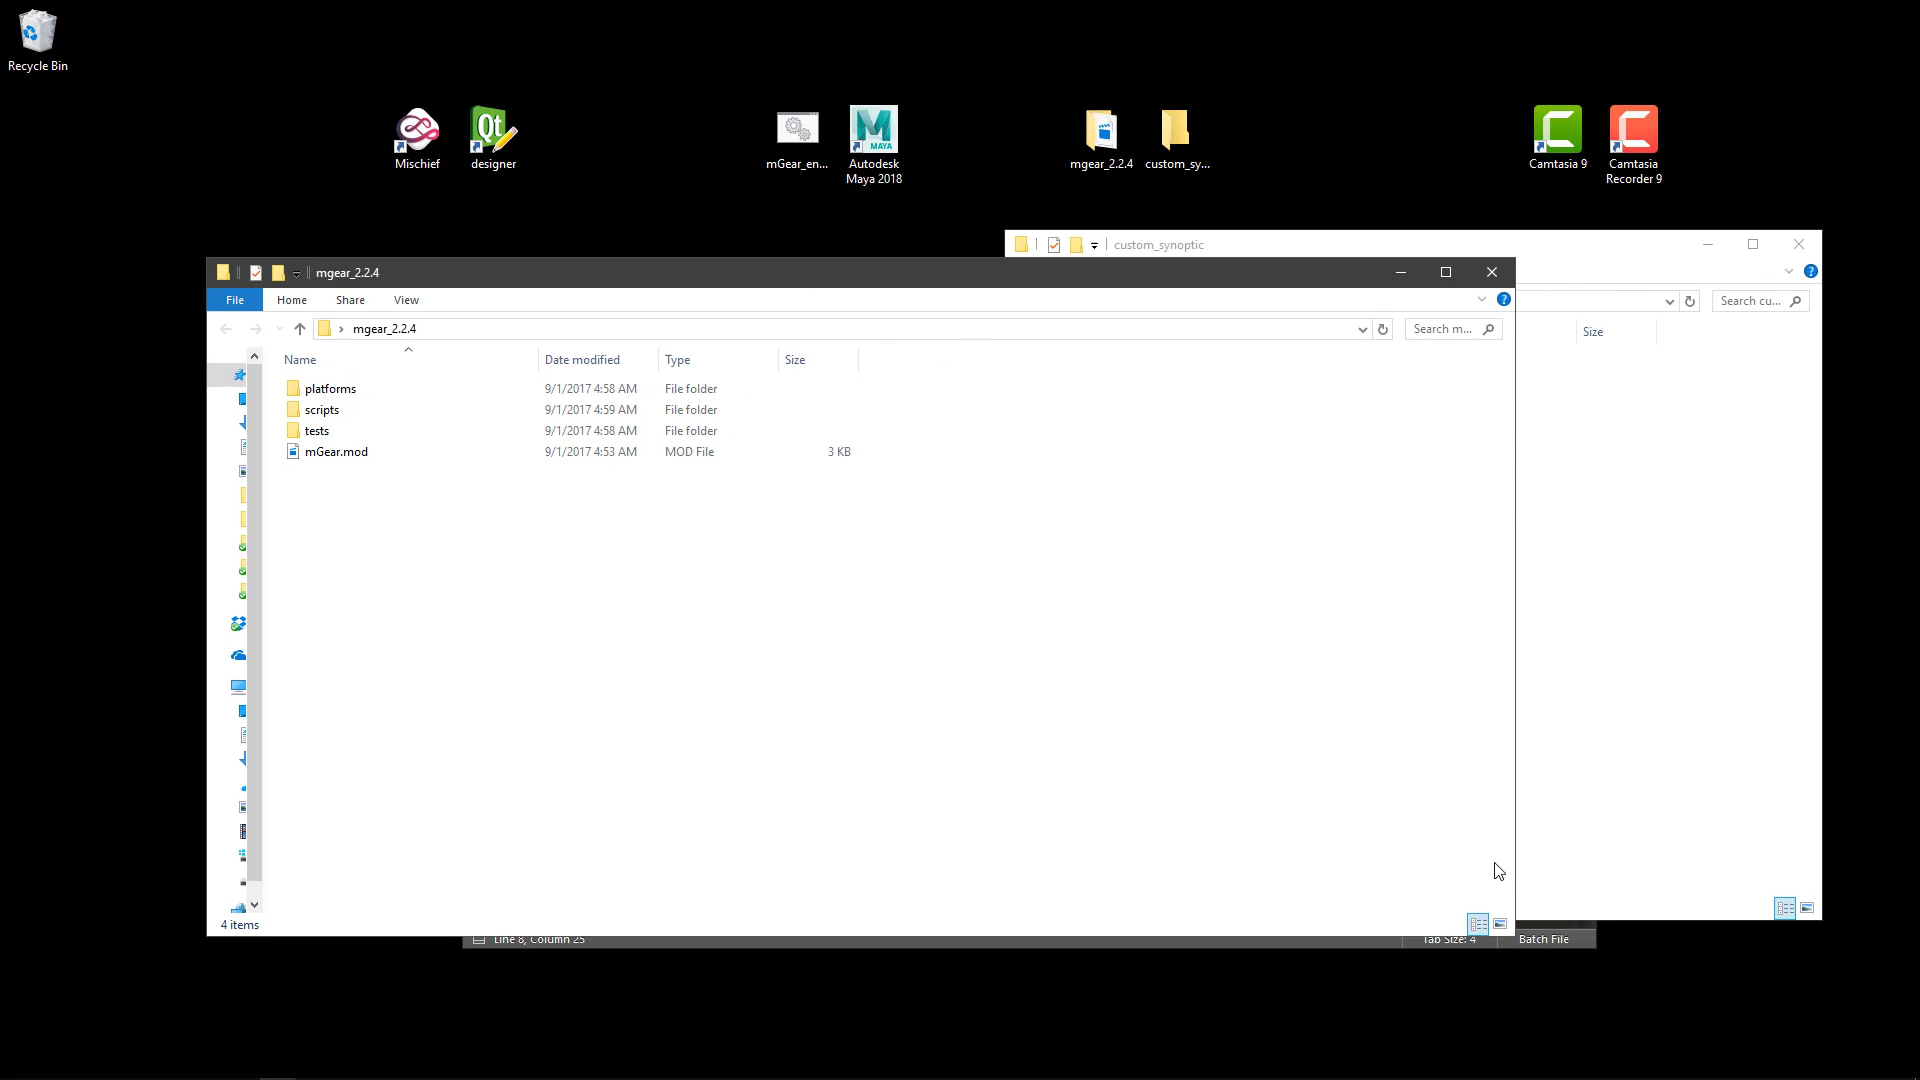 Recycle Bin
Mischief
designer
mGear_en...
Autodesk
Maya 2018
MAYA
mgear_2.2.4
custom_sy...
Camtasia 9
Camtasia
Recorder 9
Qt
custom_synoptic
mgear_2.2.4
File Home Share View
mgear_2.2.4
Search m...
Search cu...
Size
Name Date modified Type Size
platforms 9/1/2017 4:58 AM File folder
scripts 9/1/2017 4:59 AM File folder
tests 9/1/2017 4:58 AM File folder
mGear.mod 9/1/2017 4:53 AM MOD File 3 KB
4 items
Line 8, Column 25
Tab Size: 4
Batch File